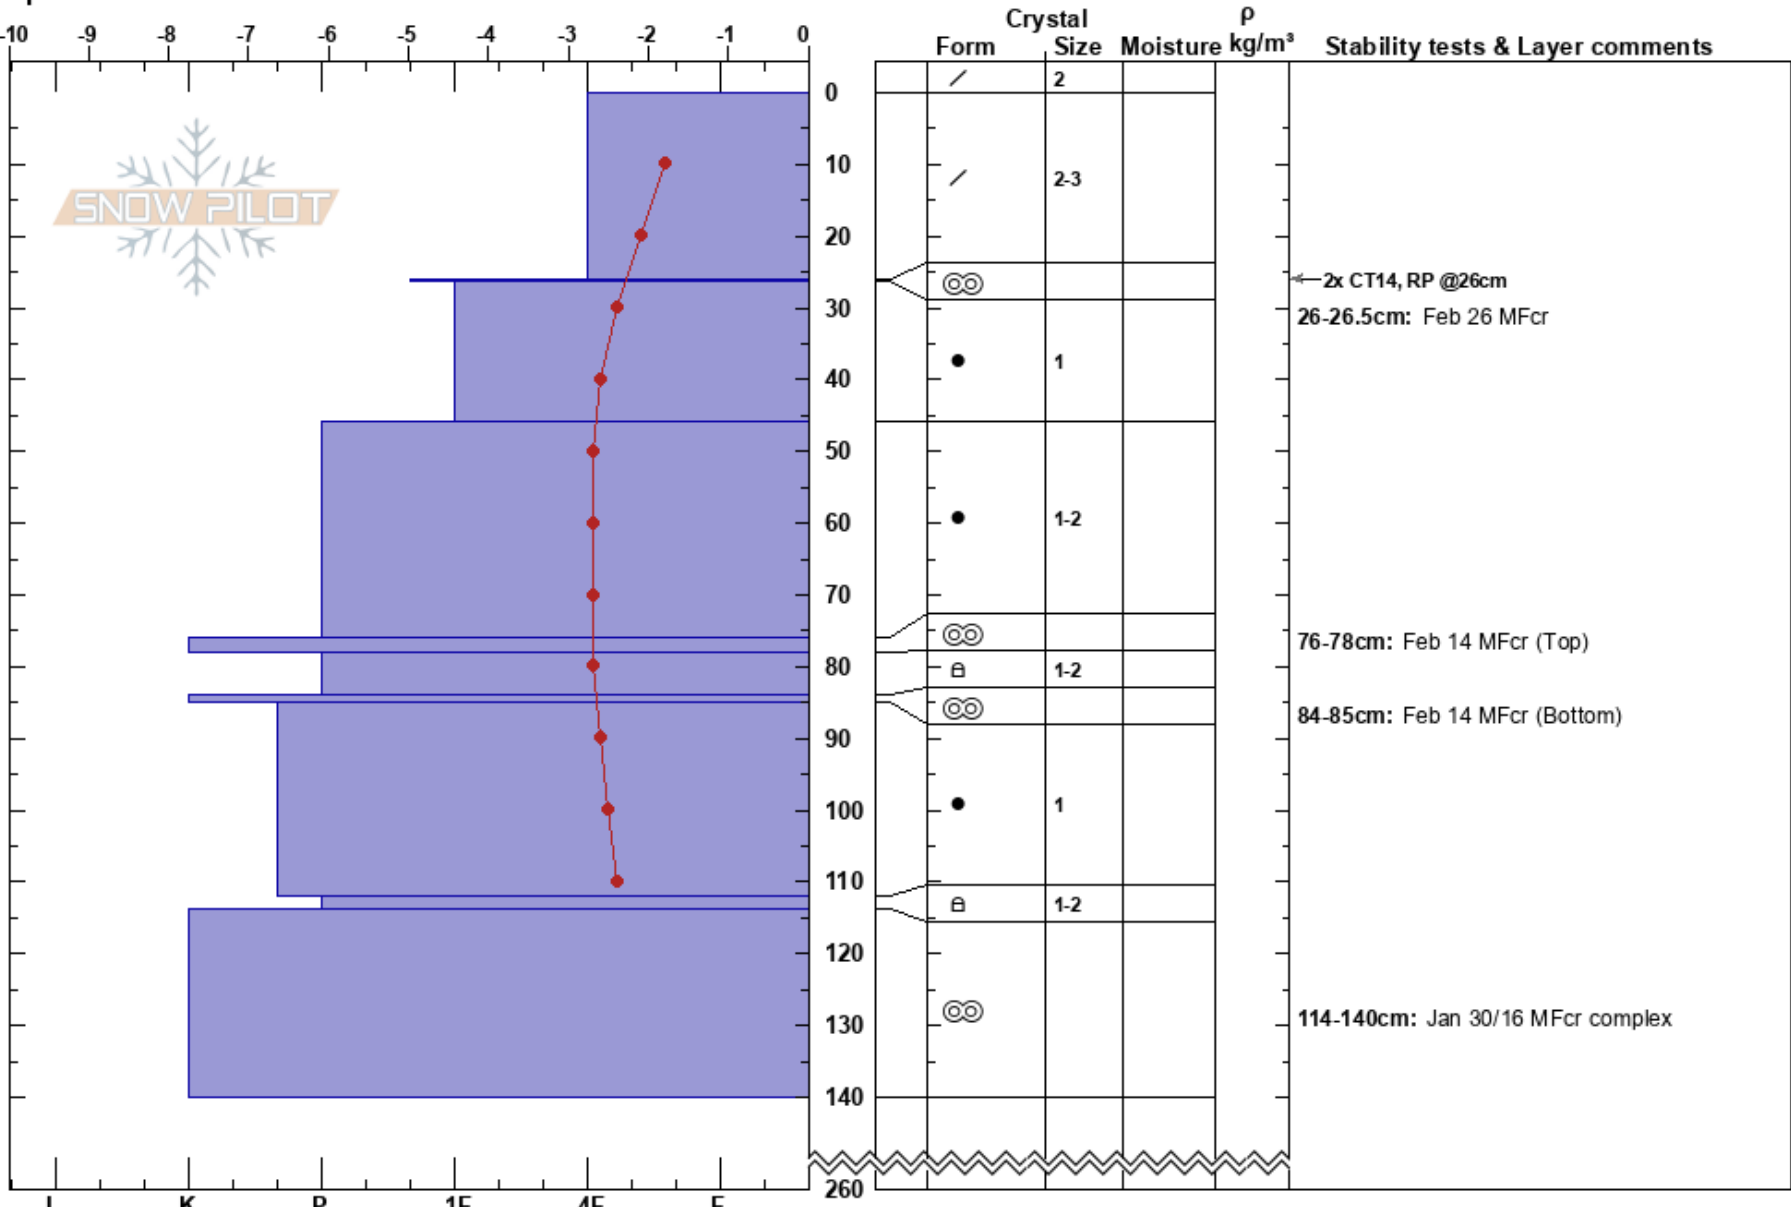 Crystal ρ
-10 -9 -8 -7 -6 -5 -4 -3 -2 -1 0 Form Size Moisture kg/m³ Stability tests & Layer comments
2
0
SNOW PILOT
10
2-3
20
2x CT14, RP @26cm
30
26-26.5cm: Feb 26 MFcr
1
40
50
1-2
60
70
76-78cm: Feb 14 MFcr (Top)
80 1-2
84-85cm: Feb 14 MFcr (Bottom)
90
100 1
110
1-2
120
114-140cm: Jan 30/16 MFcr complex
130
140
260
I K P 1F 4F F